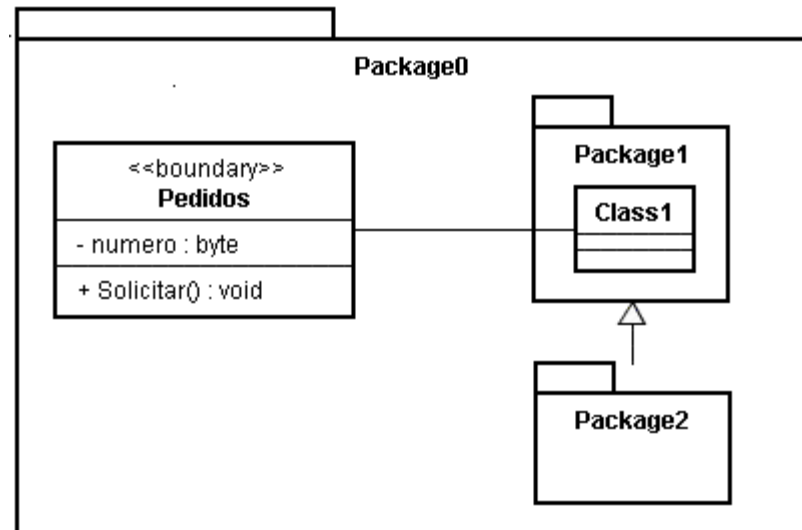 Package0
<<boundary>>
Pedidos
- numero : byte
+ Solicitar() : void
Package1
Class1
Package2